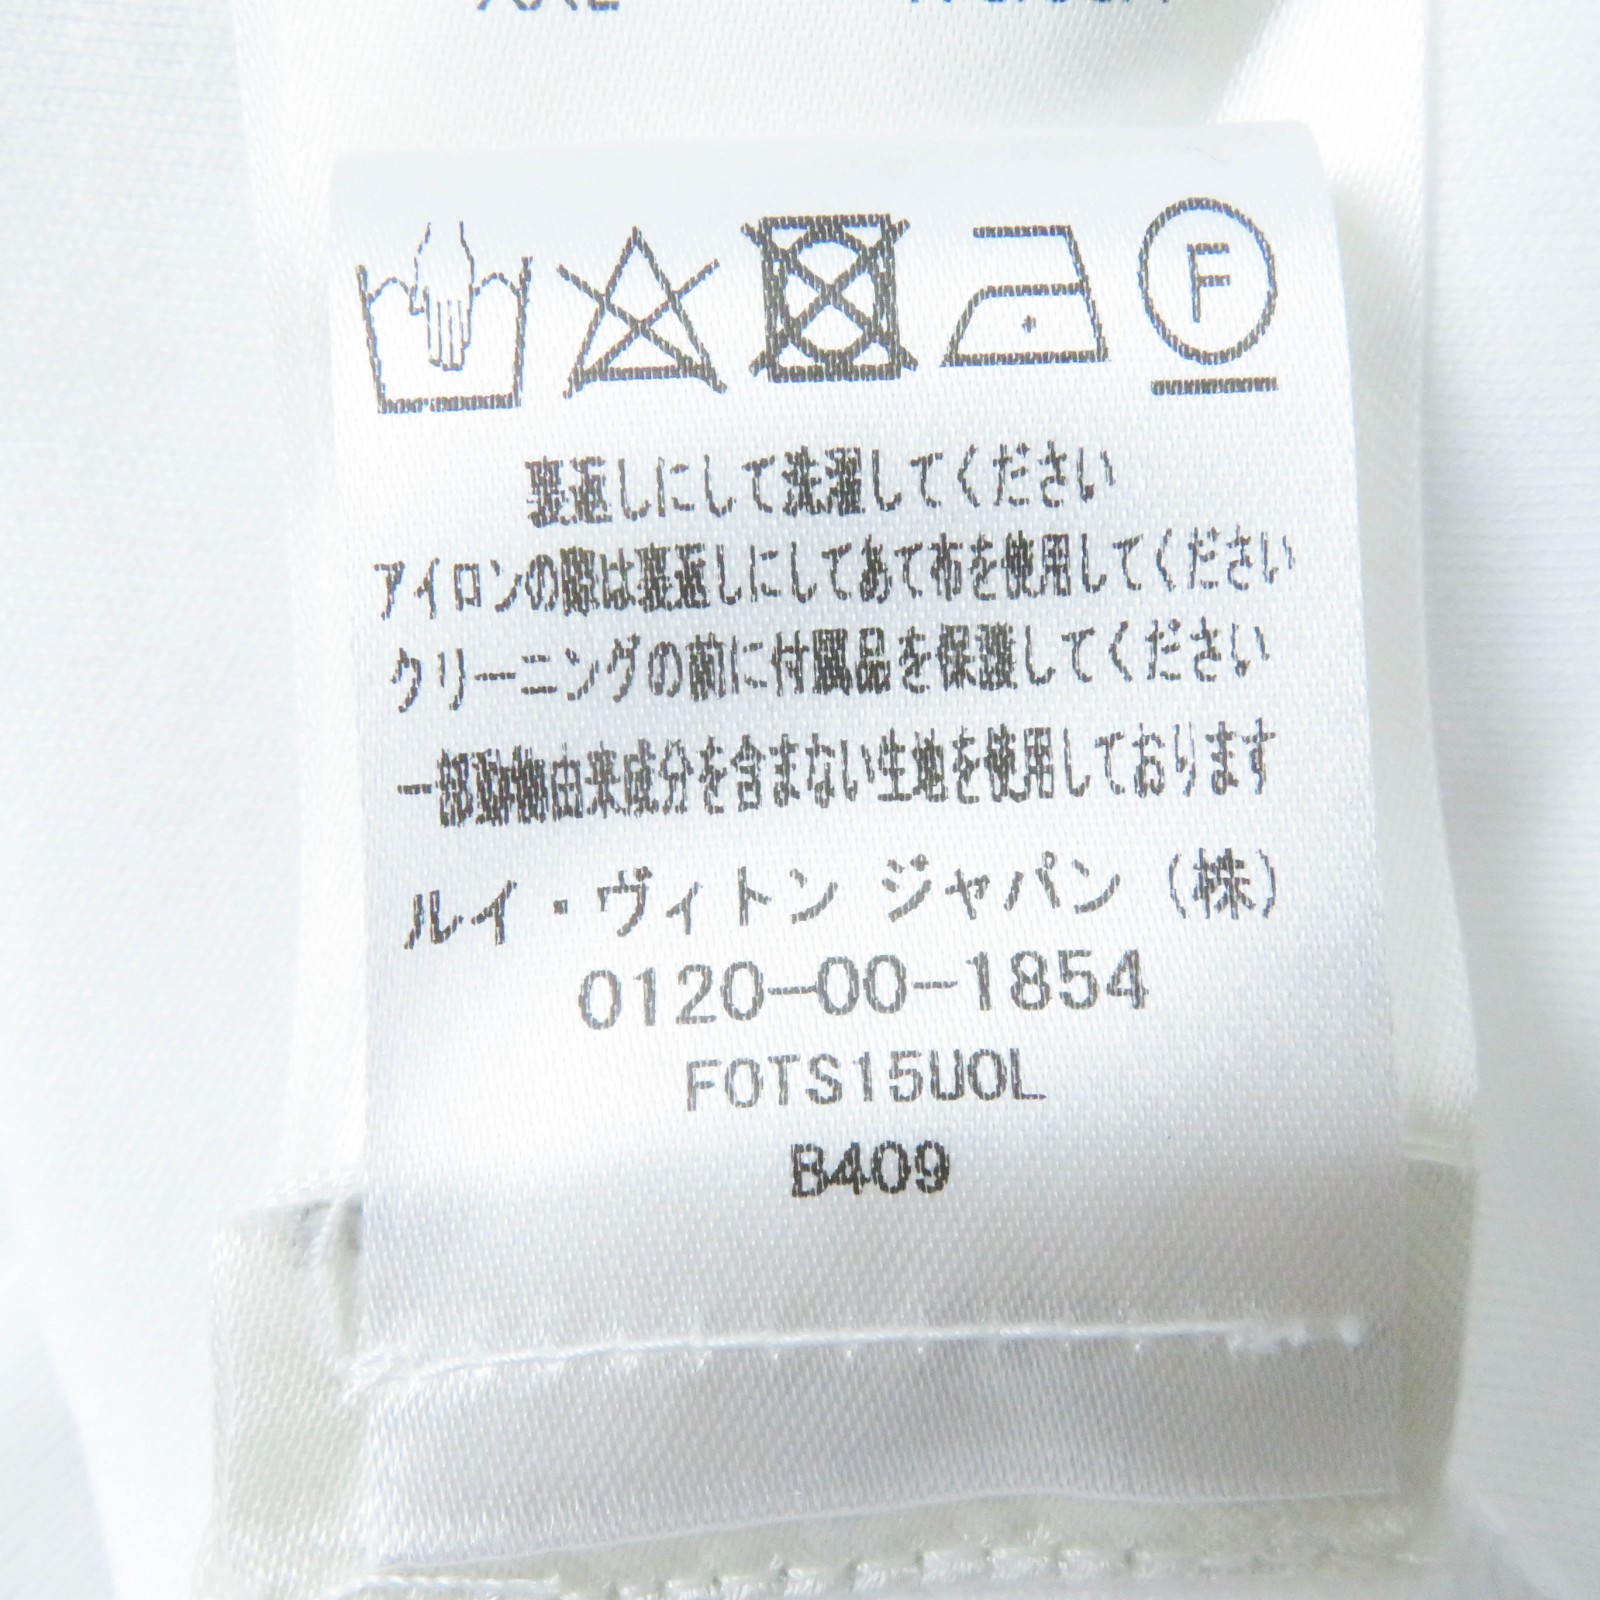 XXL
F
裏返しにして洗濯してください
アイロンの際は裏返しにしてあて布を使用してください
クリーニングの前に付属品を保護してください
一部動物由来成分を含まない生地を使用しております
ルイ・ヴィトン ジャパン（株）
0120-00-1854
F0TS15U0L
B409